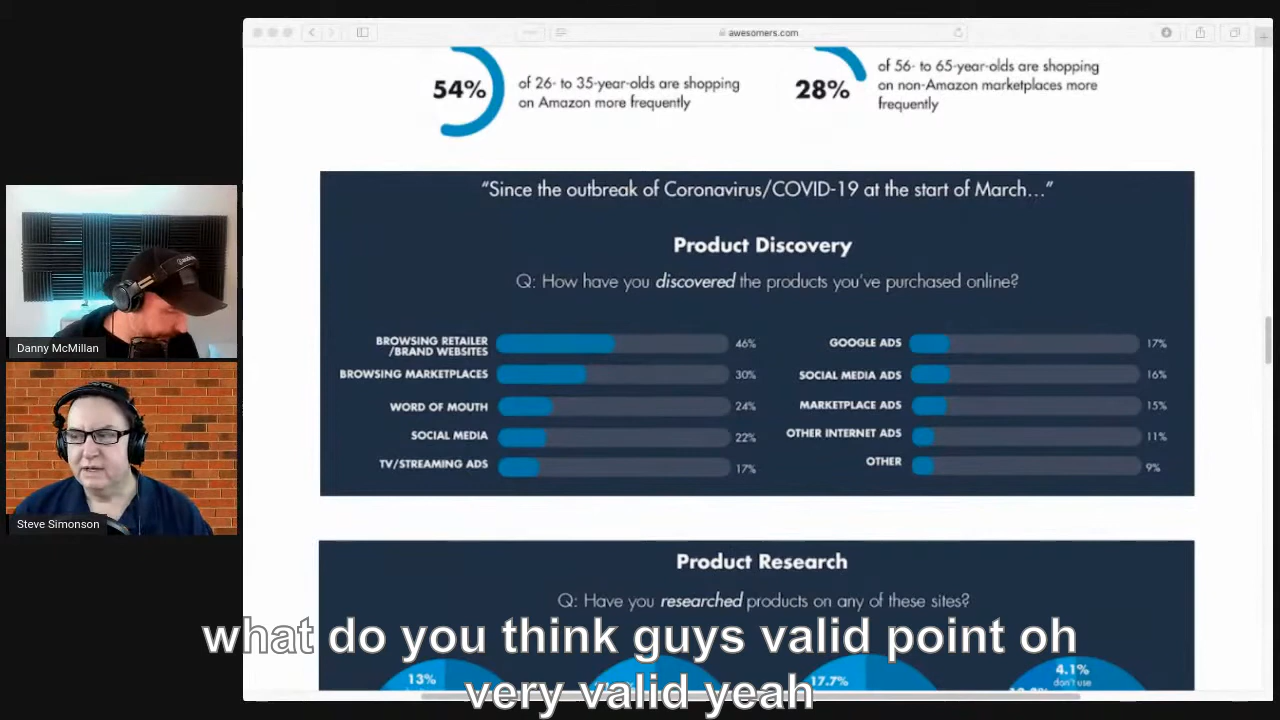 awesomers.com
54%
of 26- to 35-year-olds are shopping
on Amazon more frequently
28%
of 56- to 65-year-olds are shopping
on non-Amazon marketplaces more
frequently
“Since the outbreak of Coronavirus/COVID-19 at the start of March...”
Product Discovery
Q: How have you discovered the products you’ve purchased online?
BROWSING RETAILER
/BRAND WEBSITES
46%
BROWSING MARKETPLACES
30%
WORD OF MOUTH
24%
SOCIAL MEDIA
22%
TV/STREAMING ADS
17%
GOOGLE ADS
17%
SOCIAL MEDIA ADS
16%
MARKETPLACE ADS
15%
OTHER INTERNET ADS
11%
OTHER
9%
Danny McMillan
Steve Simonson
Product Research
Q: Have you researched products on any of these sites?
13%
17.7%
4.1%
don't use
what do you think guys valid point oh
very valid yeah